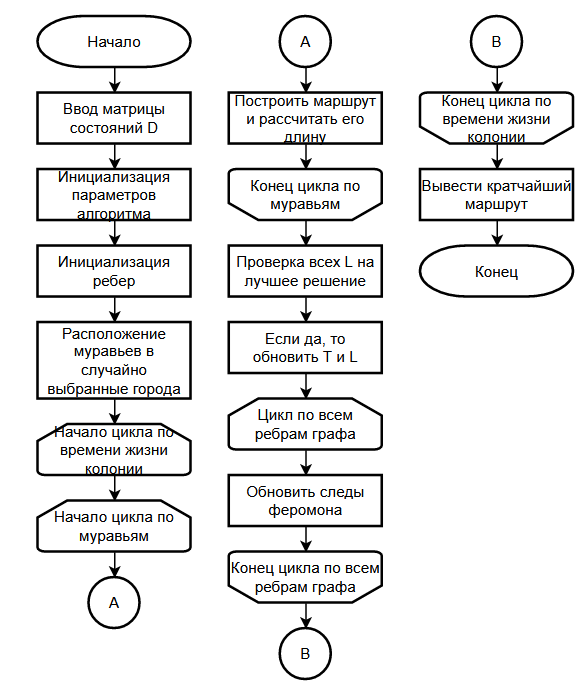 Начало
Ввод матрицы
состояний D
Инициализация
параметров
алгоритма
Инициализация
ребер
Расположение
муравьев в
случайно
выбранные города
Начало цикла по
времени жизни
колонии
Начало цикла по
муравьям
A
A
Построить маршрут
и рассчитать его
длину
Конец цикла по
муравьям
Проверка всех L на
лучшее решение
Если да, то
обновить T и L
Цикл по всем
ребрам графа
Обновить следы
феромона
Конец цикла по всем
ребрам графа
B
B
Конец цикла по
времени жизни
колонии
Вывести кратчайший
маршрут
Конец